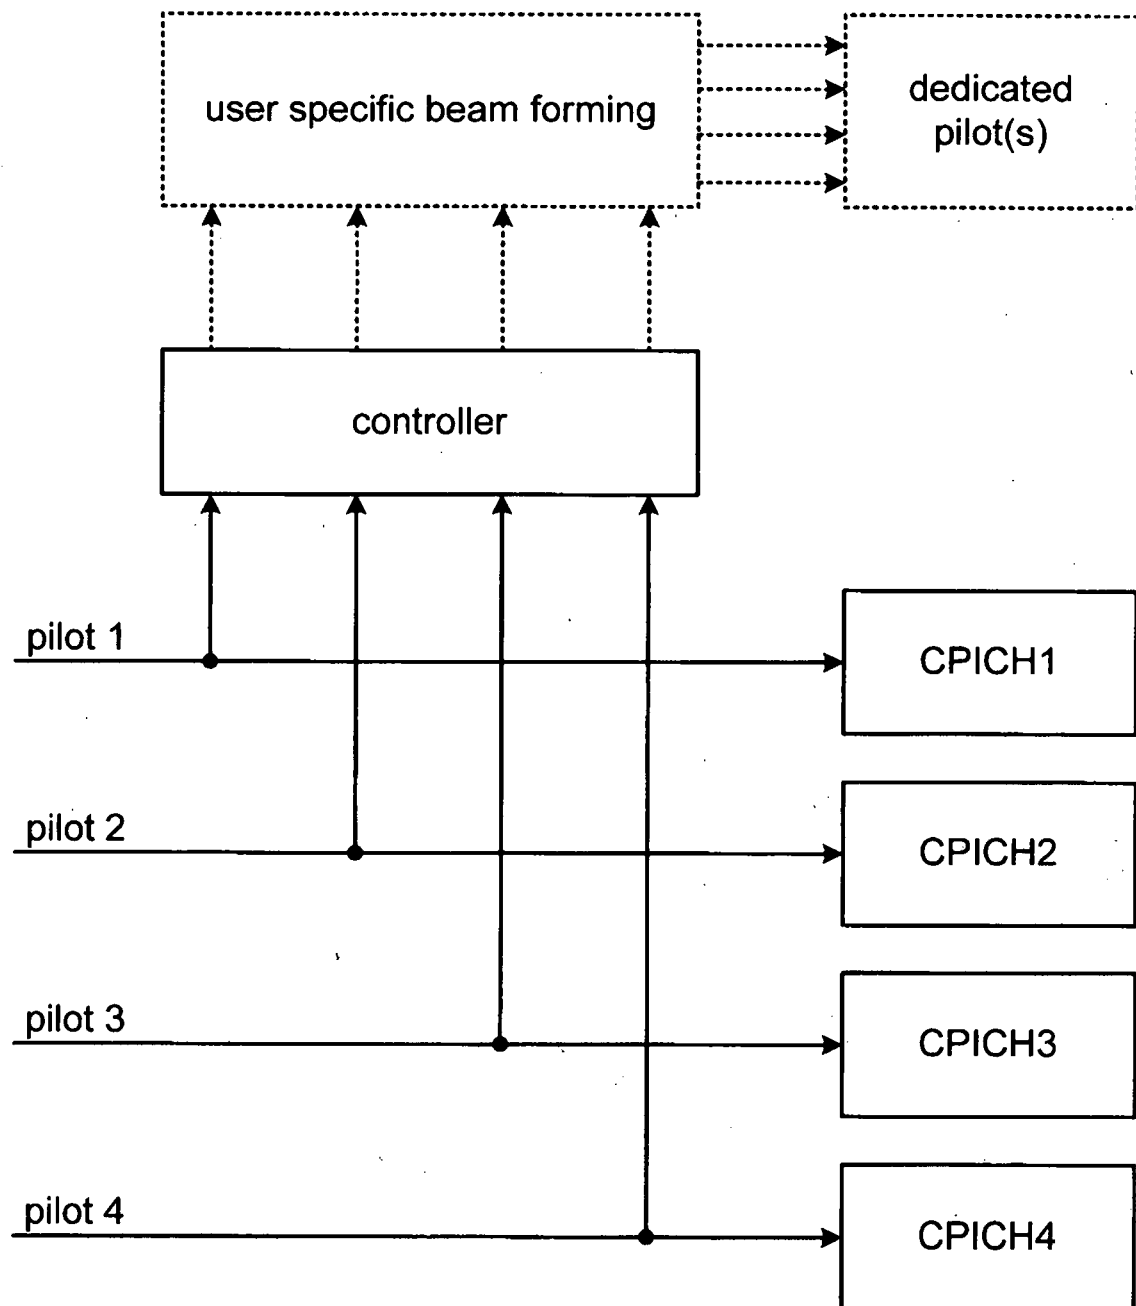 user specific beam forming
dedicated
pilot(s)
controller
pilot 1
CPICH1
pilot 2
CPICH2
pilot 3
CPICH3
pilot 4
CPICH4